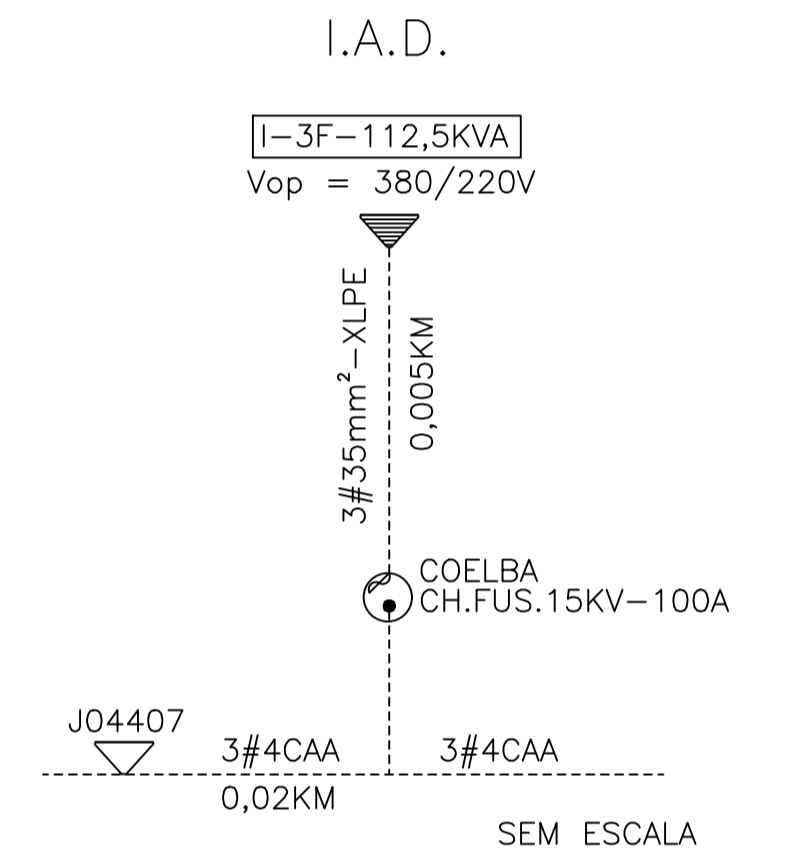 I.A.D.
I-3F-112,5KVA
Vop = 380/220V
3#35mm²-XLPE
0,005KM
COELBA
CH.FUS.15KV-100A
J04407
3#4CAA
3#4CAA
0,02KM
SEM ESCALA